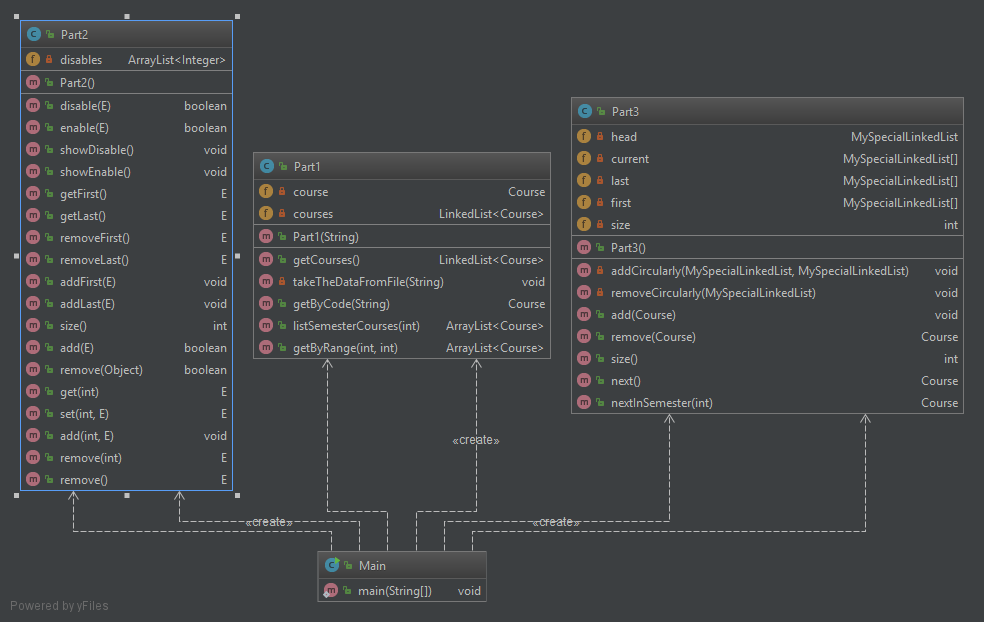 Part2
disables ArrayList<Integer>
Part2()
disable(E) boolean
enable(E) boolean
showDisable() void
showEnable() void
getFirst() E
getLast() E
removeFirst() E
removeLast() E
addFirst(E) void
addLast(E) void
size() int
add(E) boolean
remove(Object) boolean
get(int) E
set(int, E) E
add(int, E) void
remove(int) E
remove() E
Part1
course Course
courses LinkedList<Course>
Part1(String)
getCourses() LinkedList<Course>
takeTheDataFromFile(String) void
getByCode(String) Course
listSemesterCourses(int) ArrayList<Course>
getByRange(int, int) ArrayList<Course>
Part3
head MySpecialLinkedList
current MySpecialLinkedList[]
last MySpecialLinkedList[]
first MySpecialLinkedList[]
size int
Part3()
addCircularly(MySpecialLinkedList, MySpecialLinkedList) void
removeCircularly(MySpecialLinkedList) void
add(Course) void
remove(Course) Course
size() int
next() Course
nextInSemester(int) Course
«create»
«create»
«create»
Main
main(String[]) void
Powered by yFiles